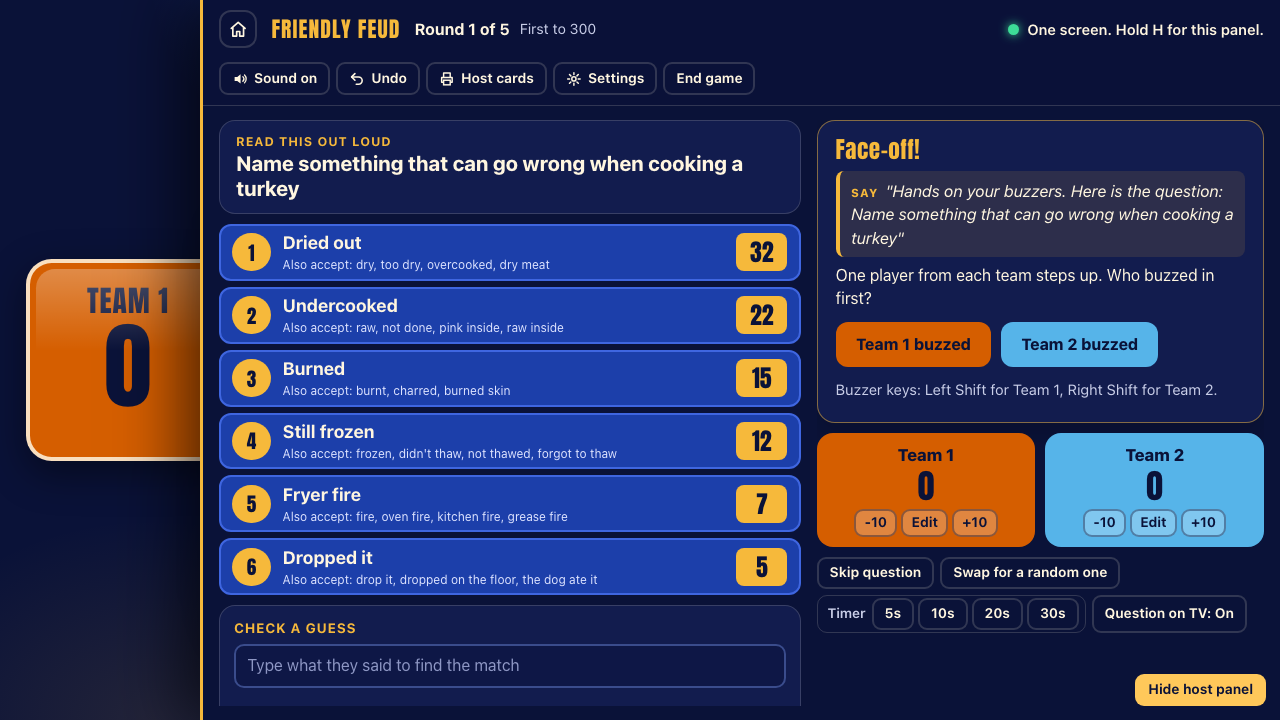 TEAM 1
0
FRIENDLY FEUD
Round 1 of 5
First to 300
One screen. Hold H for this panel.
Sound on
Undo
Host cards
Settings
End game
READ THIS OUT LOUD
Name something that can go wrong when cooking a
turkey
1
Dried out
Also accept: dry, too dry, overcooked, dry meat
32
2
Undercooked
Also accept: raw, not done, pink inside, raw inside
22
3
Burned
Also accept: burnt, charred, burned skin
15
4
Still frozen
Also accept: frozen, didn't thaw, not thawed, forgot to thaw
12
5
Fryer fire
Also accept: fire, oven fire, kitchen fire, grease fire
7
6
Dropped it
Also accept: drop it, dropped on the floor, the dog ate it
5
CHECK A GUESS
Type what they said to find the match
Face-off!
SAY "Hands on your buzzers. Here is the question:
Name something that can go wrong when cooking a
turkey"
One player from each team steps up. Who buzzed in
first?
Team 1 buzzed
Team 2 buzzed
Buzzer keys: Left Shift for Team 1, Right Shift for Team 2.
Team 1
0
-10
Edit
+10
Team 2
0
-10
Edit
+10
Skip question
Swap for a random one
Timer
5s
10s
20s
30s
Question on TV: On
Hide host panel